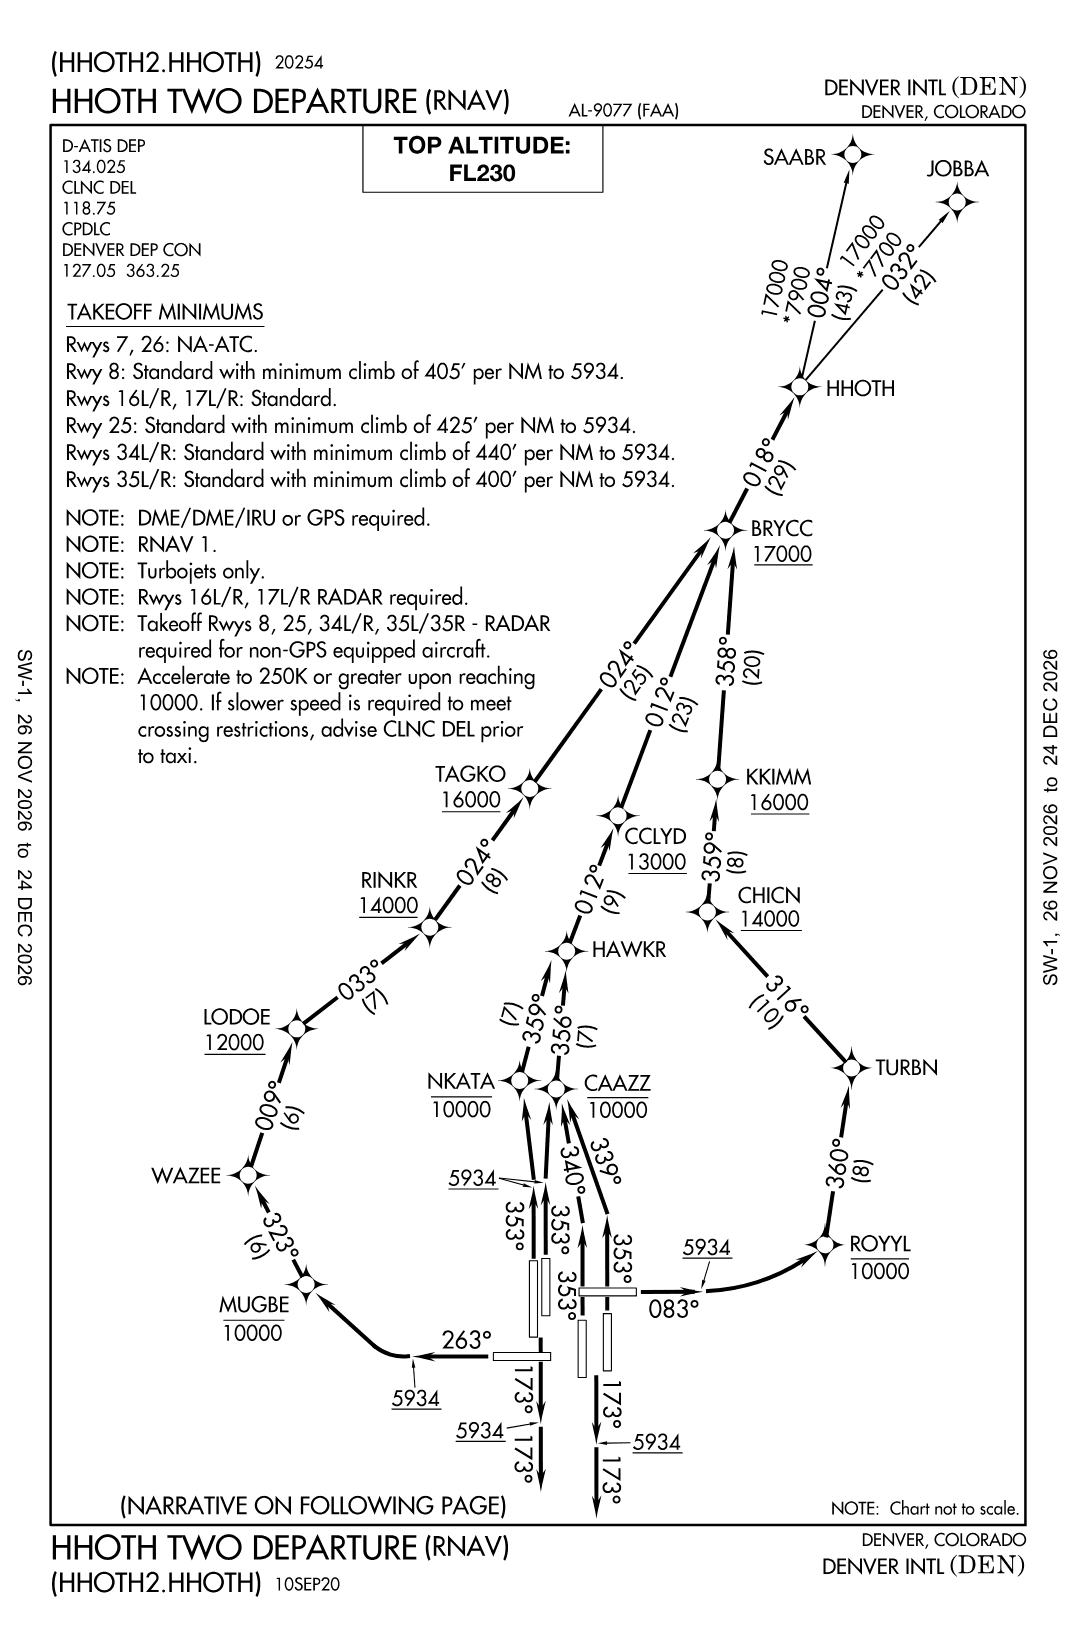 (HHOTH2.HHOTH) 20254
HHOTH TWO DEPARTURE (RNAV)
AL-9077 (FAA)
DENVER INTL (DEN)
DENVER, COLORADO
TOP ALTITUDE:
FL230
D-ATIS DEP
134.025
CLNC DEL
118.75
CPDLC
DENVER DEP CON
127.05 363.25
TAKEOFF MINIMUMS
Rwys 7, 26: NA-ATC.
Rwy 8: Standard with minimum climb of 405' per NM to 5934.
Rwys 16L/R, 17L/R: Standard.
Rwy 25: Standard with minimum climb of 425' per NM to 5934.
Rwys 34L/R: Standard with minimum climb of 440' per NM to 5934.
Rwys 35L/R: Standard with minimum climb of 400' per NM to 5934.
NOTE: DME/DME/IRU or GPS required.
NOTE: RNAV 1.
NOTE: Turbojets only.
NOTE: Rwys 16L/R, 17L/R RADAR required.
NOTE: Takeoff Rwys 8, 25, 34L/R, 35L/35R - RADAR
required for non-GPS equipped aircraft.
NOTE: Accelerate to 250K or greater upon reaching
10000. If slower speed is required to meet
crossing restrictions, advise CLNC DEL prior
to taxi.
SAABR
JOBBA
17000
*7900
004°
(43)
17000
*7700
032°
(42)
HHOTH
018°
(29)
BRYCC
17000
024°
(25)
012°
(23)
358°
(20)
TAGKO
16000
KKIMM
16000
CCLYD
13000
024°
(8)
012°
(9)
359°
(8)
RINKR
14000
CHICN
14000
HAWKR
033°
(7)
(7)
359°
356°
(7)
316°
(10)
LODOE
12000
NKATA
10000
CAAZZ
10000
TURBN
009°
(6)
WAZEE
5934
340°
339°
360°
(8)
323°
(6)
353°
353°
353°
353°
5934
ROYYL
10000
083°
MUGBE
10000
263°
5934
173°
173°
5934
5934
173°
173°
(NARRATIVE ON FOLLOWING PAGE)
NOTE: Chart not to scale.
HHOTH TWO DEPARTURE (RNAV)
(HHOTH2.HHOTH) 10SEP20
DENVER, COLORADO
DENVER INTL (DEN)
SW-1, 26 NOV 2026 to 24 DEC 2026
SW-1, 26 NOV 2026 to 24 DEC 2026